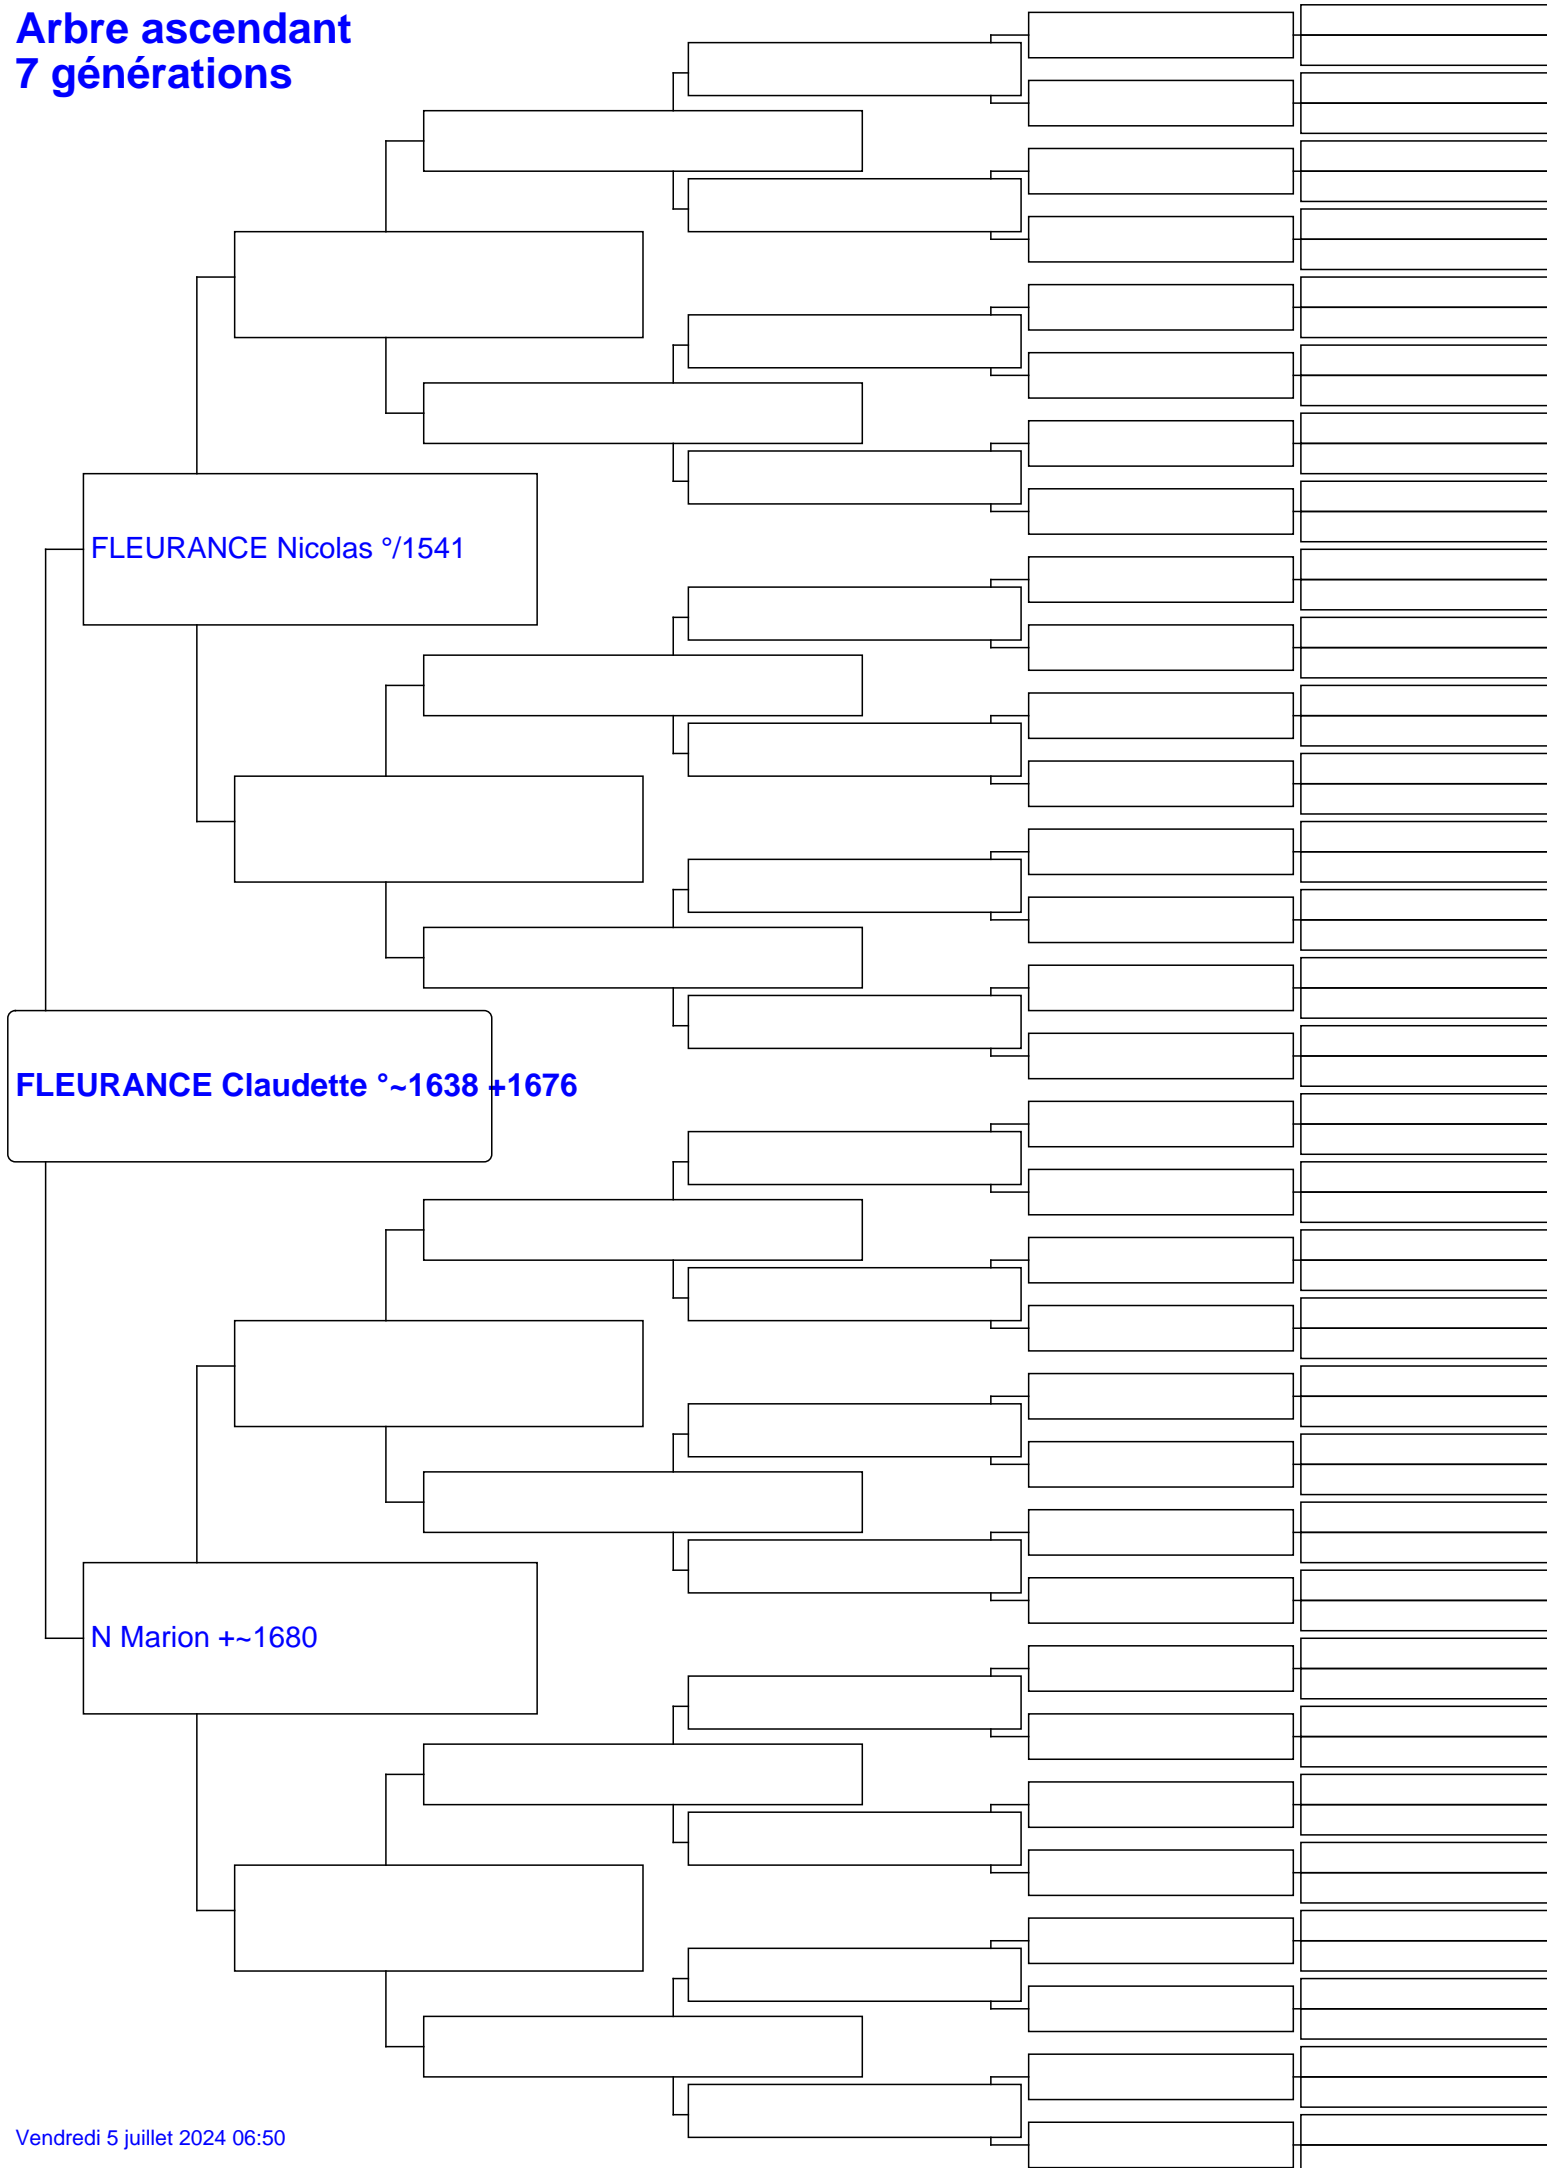 Arbre ascendant
7 générations
FLEURANCE Nicolas °/1541
FLEURANCE Claudette °~1638 +1676
N Marion +~1680
Vendredi 5 juillet 2024 06:50